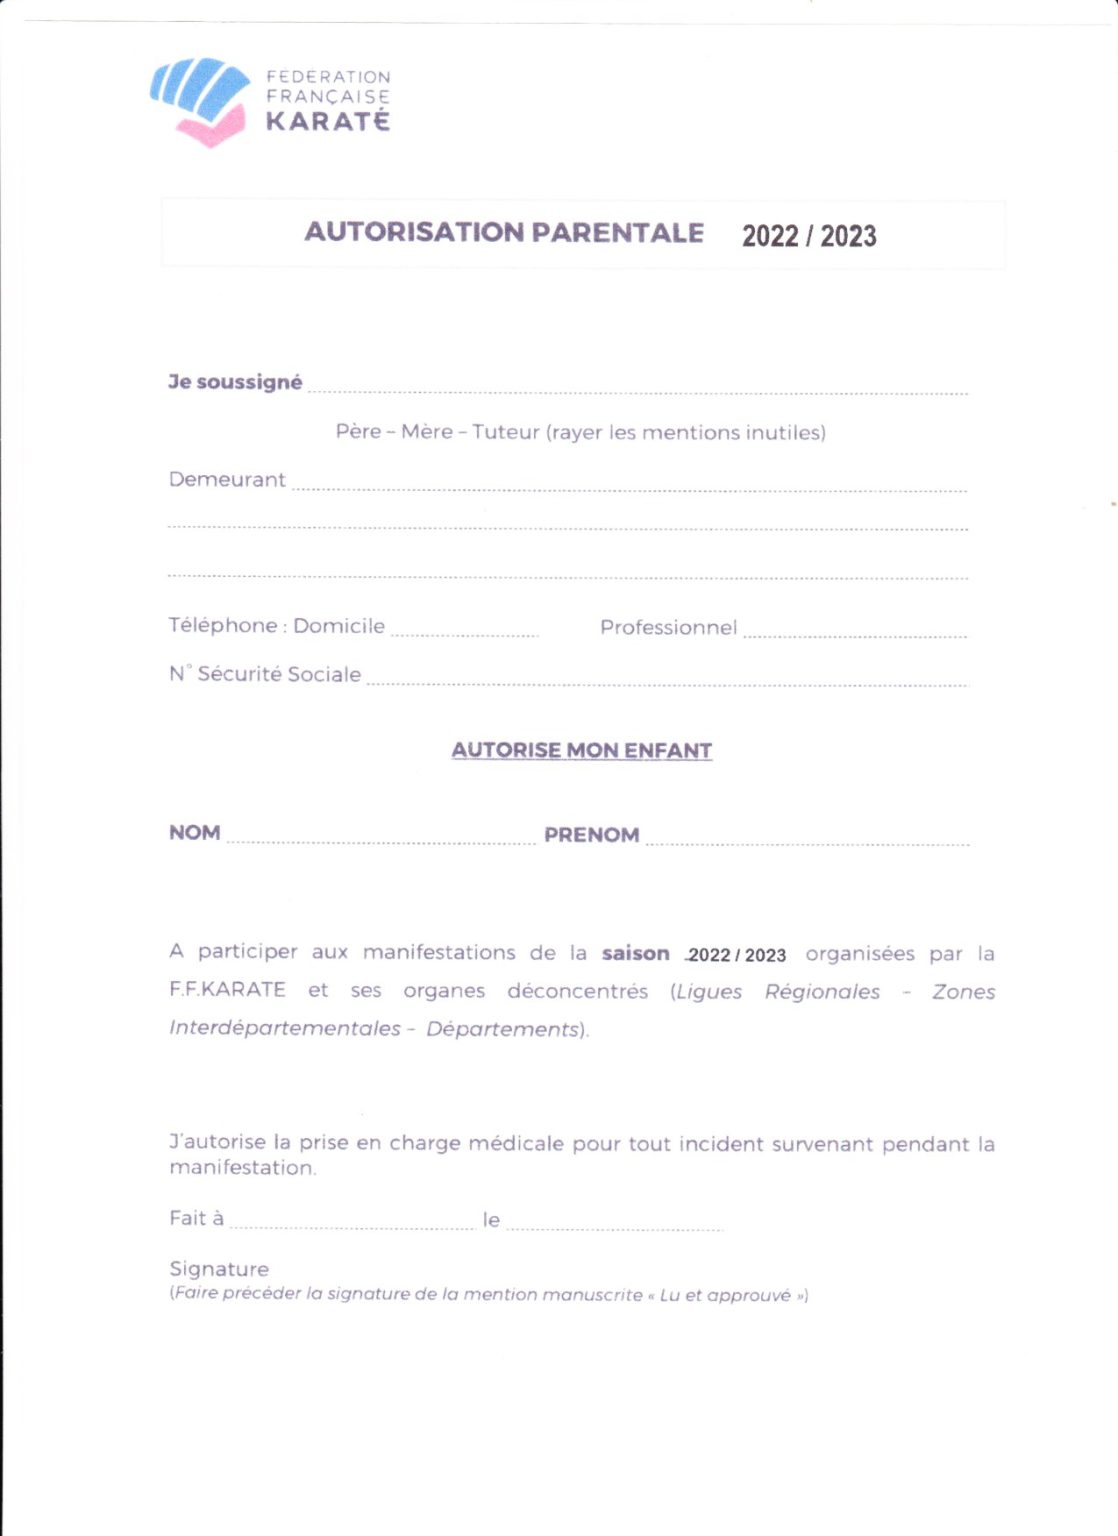 FÉDÉRATION
FRANÇAISE
KARATÉ
AUTORISATION PARENTALE 2022 / 2023
Je soussigné
Père – Mère – Tuteur (rayer les mentions inutiles)
Demeurant
Téléphone : Domicile Professionnel
N° Sécurité Sociale
AUTORISE MON ENFANT
NOM PRENOM
A participer aux manifestations de la saison 2022 / 2023 organisées par la
F.F.KARATE et ses organes déconcentrés (Ligues Régionales - Zones
Interdépartementales - Départements).
J'autorise la prise en charge médicale pour tout incident survenant pendant la
manifestation.
Fait à le
Signature
(Faire précéder la signature de la mention manuscrite « Lu et approuvé »)